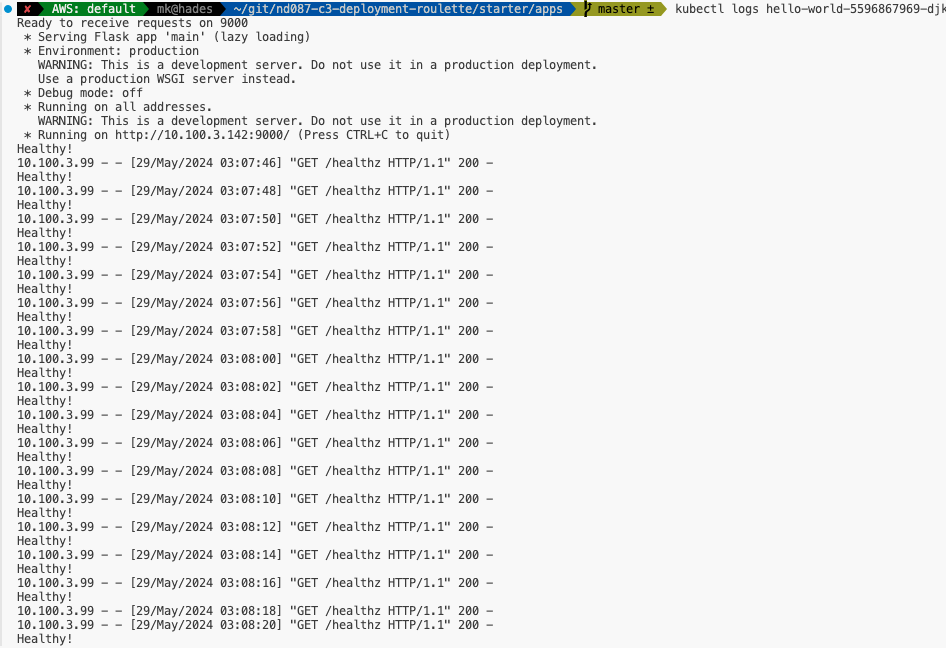 ✘ AWS: default mk@hades ~/git/nd087-c3-deployment-roulette/starter/apps master ± kubectl logs hello-world-5596867969-djk
Ready to receive requests on 9000
* Serving Flask app 'main' (lazy loading)
* Environment: production
WARNING: This is a development server. Do not use it in a production deployment.
Use a production WSGI server instead.
* Debug mode: off
* Running on all addresses.
WARNING: This is a development server. Do not use it in a production deployment.
* Running on http://10.100.3.142:9000/ (Press CTRL+C to quit)
Healthy!
10.100.3.99 - - [29/May/2024 03:07:46] "GET /healthz HTTP/1.1" 200 -
Healthy!
10.100.3.99 - - [29/May/2024 03:07:48] "GET /healthz HTTP/1.1" 200 -
Healthy!
10.100.3.99 - - [29/May/2024 03:07:50] "GET /healthz HTTP/1.1" 200 -
Healthy!
10.100.3.99 - - [29/May/2024 03:07:52] "GET /healthz HTTP/1.1" 200 -
Healthy!
10.100.3.99 - - [29/May/2024 03:07:54] "GET /healthz HTTP/1.1" 200 -
Healthy!
10.100.3.99 - - [29/May/2024 03:07:56] "GET /healthz HTTP/1.1" 200 -
Healthy!
10.100.3.99 - - [29/May/2024 03:07:58] "GET /healthz HTTP/1.1" 200 -
Healthy!
10.100.3.99 - - [29/May/2024 03:08:00] "GET /healthz HTTP/1.1" 200 -
Healthy!
10.100.3.99 - - [29/May/2024 03:08:02] "GET /healthz HTTP/1.1" 200 -
Healthy!
10.100.3.99 - - [29/May/2024 03:08:04] "GET /healthz HTTP/1.1" 200 -
Healthy!
10.100.3.99 - - [29/May/2024 03:08:06] "GET /healthz HTTP/1.1" 200 -
Healthy!
10.100.3.99 - - [29/May/2024 03:08:08] "GET /healthz HTTP/1.1" 200 -
Healthy!
10.100.3.99 - - [29/May/2024 03:08:10] "GET /healthz HTTP/1.1" 200 -
Healthy!
10.100.3.99 - - [29/May/2024 03:08:12] "GET /healthz HTTP/1.1" 200 -
Healthy!
10.100.3.99 - - [29/May/2024 03:08:14] "GET /healthz HTTP/1.1" 200 -
Healthy!
10.100.3.99 - - [29/May/2024 03:08:16] "GET /healthz HTTP/1.1" 200 -
Healthy!
10.100.3.99 - - [29/May/2024 03:08:18] "GET /healthz HTTP/1.1" 200 -
10.100.3.99 - - [29/May/2024 03:08:20] "GET /healthz HTTP/1.1" 200 -
Healthy!